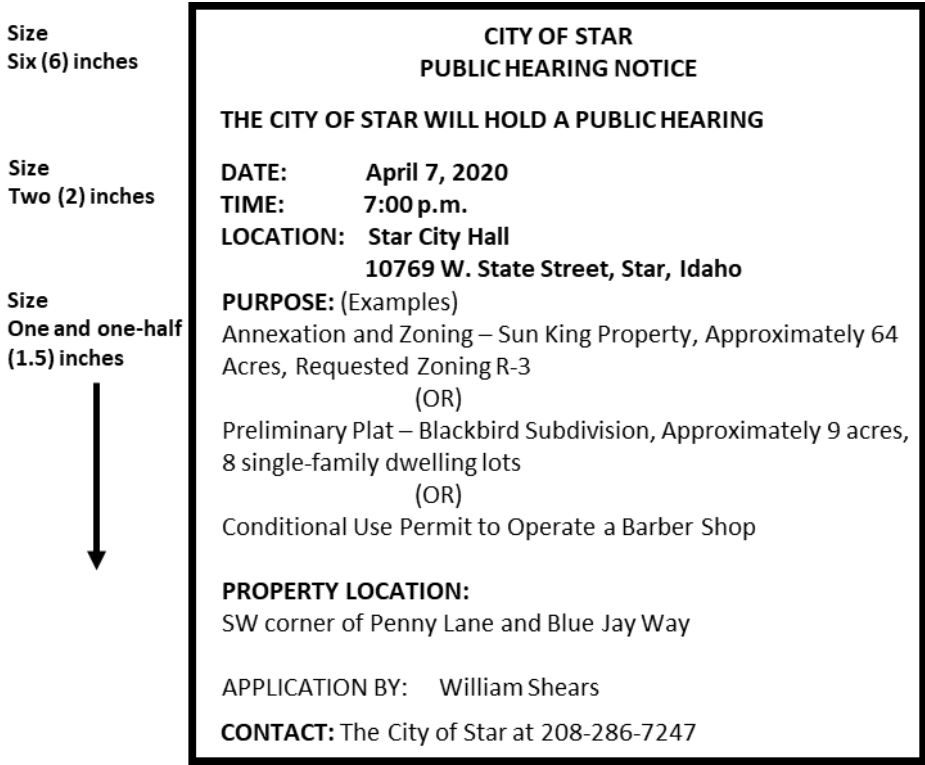 Size
Six (6) inches
CITY OF STAR
PUBLIC HEARING NOTICE
THE CITY OF STAR WILL HOLD A PUBLIC HEARING
Size
Two (2) inches
DATE: April 7, 2020
TIME: 7:00 p.m.
LOCATION: Star City Hall
10769 W. State Street, Star, Idaho
Size
One and one-half
(1.5) inches
PURPOSE: (Examples)
Annexation and Zoning – Sun King Property, Approximately 64
Acres, Requested Zoning R-3
(OR)
Preliminary Plat – Blackbird Subdivision, Approximately 9 acres,
8 single-family dwelling lots
(OR)
Conditional Use Permit to Operate a Barber Shop
PROPERTY LOCATION:
SW corner of Penny Lane and Blue Jay Way
APPLICATION BY: William Shears
CONTACT: The City of Star at 208-286-7247